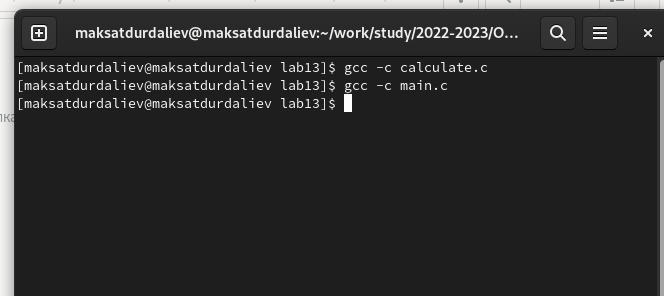 maksatdurdaliev@maksatdurdaliev:~/work/study/2022-2023/O...
[maksatdurdaliev@maksatdurdaliev lab13]$ gcc -c calculate.c
[maksatdurdaliev@maksatdurdaliev lab13]$ gcc -c main.c
[maksatdurdaliev@maksatdurdaliev lab13]$